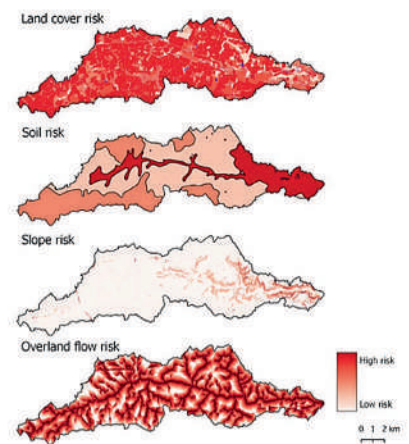 Land cover risk
Soil risk
Slope risk
Overland flow risk
High risk
Low risk
0 1 2 km